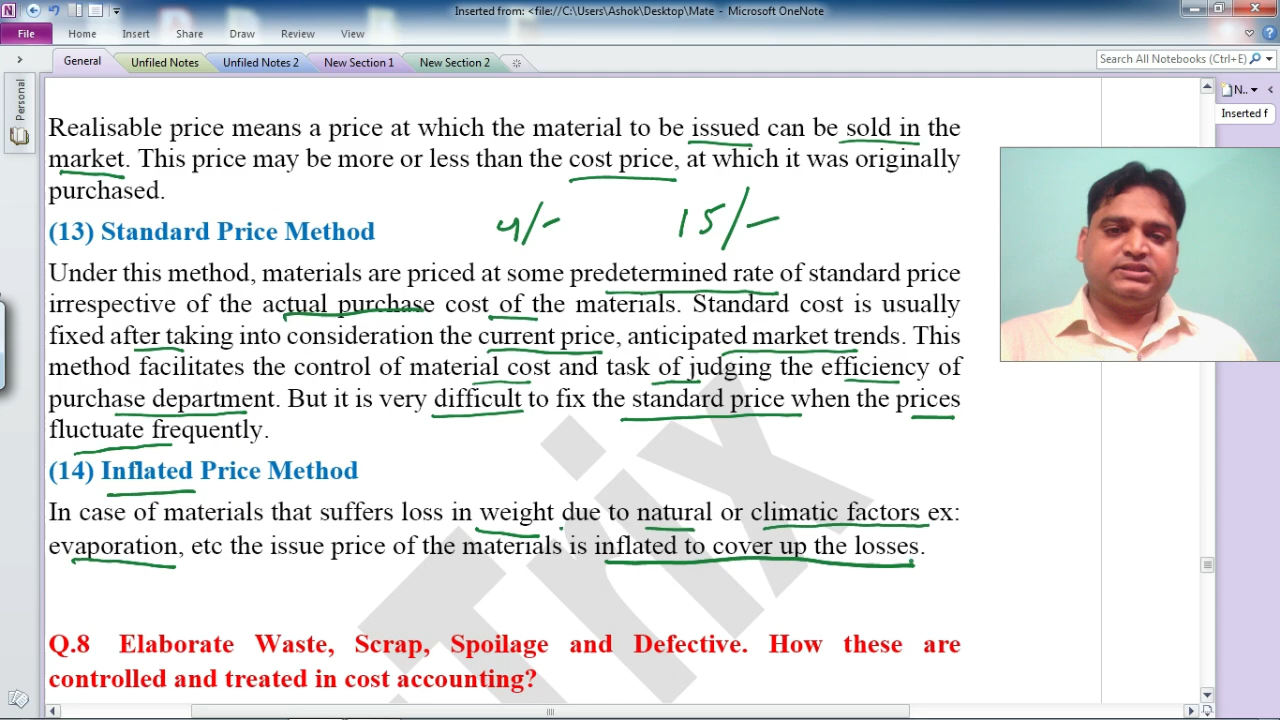 Inserted from: <file://C:\Users\Ashok\Desktop\Mate - Microsoft OneNote
File Home Insert Share Draw Review View
General Unfiled Notes Unfiled Notes 2 New Section 1 New Section 2
Search All Notebooks (Ctrl+E)
Personal
N..
Inserted f
Realisable price means a price at which the material to be issued can be sold in the
market. This price may be more or less than the cost price, at which it was originally
purchased.
4/- 15/-
(13) Standard Price Method
Under this method, materials are priced at some predetermined rate of standard price
irrespective of the actual purchase cost of the materials. Standard cost is usually
fixed after taking into consideration the current price, anticipated market trends. This
method facilitates the control of material cost and task of judging the efficiency of
purchase department. But it is very difficult to fix the standard price when the prices
fluctuate frequently.
(14) Inflated Price Method
In case of materials that suffers loss in weight due to natural or climatic factors ex:
evaporation, etc the issue price of the materials is inflated to cover up the losses.
Q.8 Elaborate Waste, Scrap, Spoilage and Defective. How these are
controlled and treated in cost accounting?
Trix